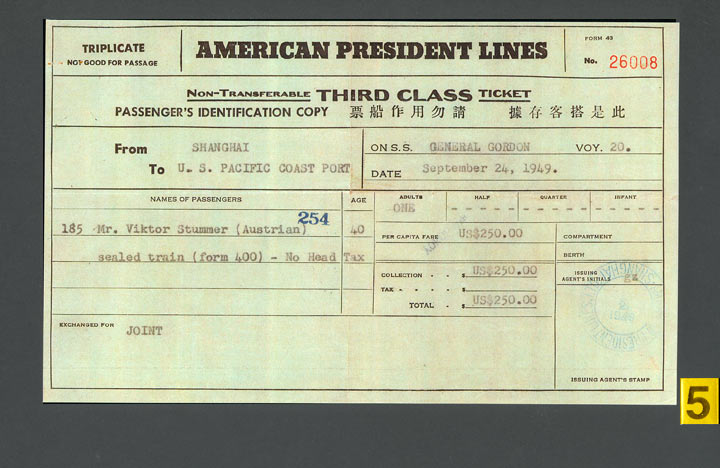 TRIPLICATE
NOT GOOD FOR PASSAGE
AMERICAN PRESIDENT LINES
FORM 43
No. 26008
NON-TRANSFERABLE THIRD CLASS TICKET
PASSENGER'S IDENTIFICATION COPY 票船作用勿請 據存客搭是此
From SHANGHAI
To U. S. PACIFIC COAST PORT
ON S.S. GENERAL GORDON VOY. 20.
DATE September 24, 1949.
NAMES OF PASSENGERS AGE
ADULTS HALF QUARTER INFANT
ONE - - - - - - - - - - - - - - -
254
185 Mr. Viktor Stummer (Austrian) 40
sealed train (form 400) - No Head Tax
PER CAPITA FARE US$250.00
COMPARTMENT
BERTH
COLLECTION - - $ US$250.00
TAX - - - - $
TOTAL - - $ US$250.00
ISSUING AGENT'S INITIALS
EXCHANGED FOR JOINT
SHANGHAI
2
1949
PRESIDENT
ISSUING AGENT'S STAMP
5